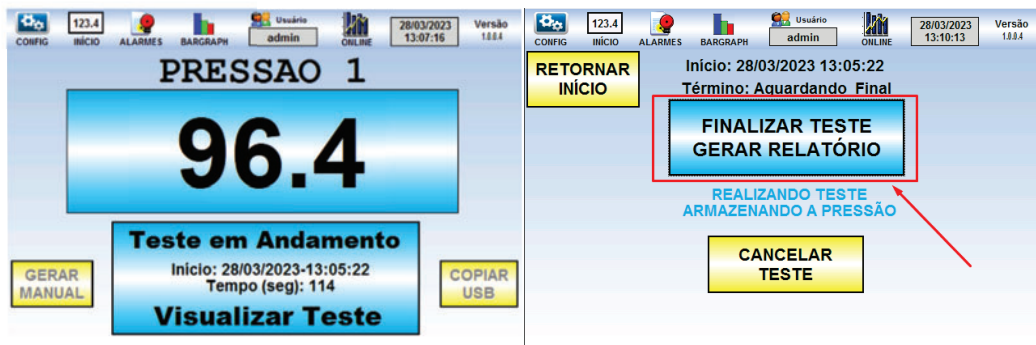 CONFIG
123.4
INÍCIO
ALARMES
BARGRAPH
Usuário
admin
ONLINE
28/03/2023
13:07:16
Versão
1.0.0.4
PRESSAO 1
96.4
Teste em Andamento
Inicio: 28/03/2023-13:05:22
Tempo (seg): 114
Visualizar Teste
GERAR
MANUAL
COPIAR
USB
CONFIG
123.4
INÍCIO
ALARMES
BARGRAPH
Usuário
admin
ONLINE
28/03/2023
13:10:13
Versão
1.0.0.4
RETORNAR
INÍCIO
Início: 28/03/2023 13:05:22
Término: Aguardando Final
FINALIZAR TESTE
GERAR RELATÓRIO
REALIZANDO TESTE
ARMAZENANDO A PRESSÃO
CANCELAR
TESTE